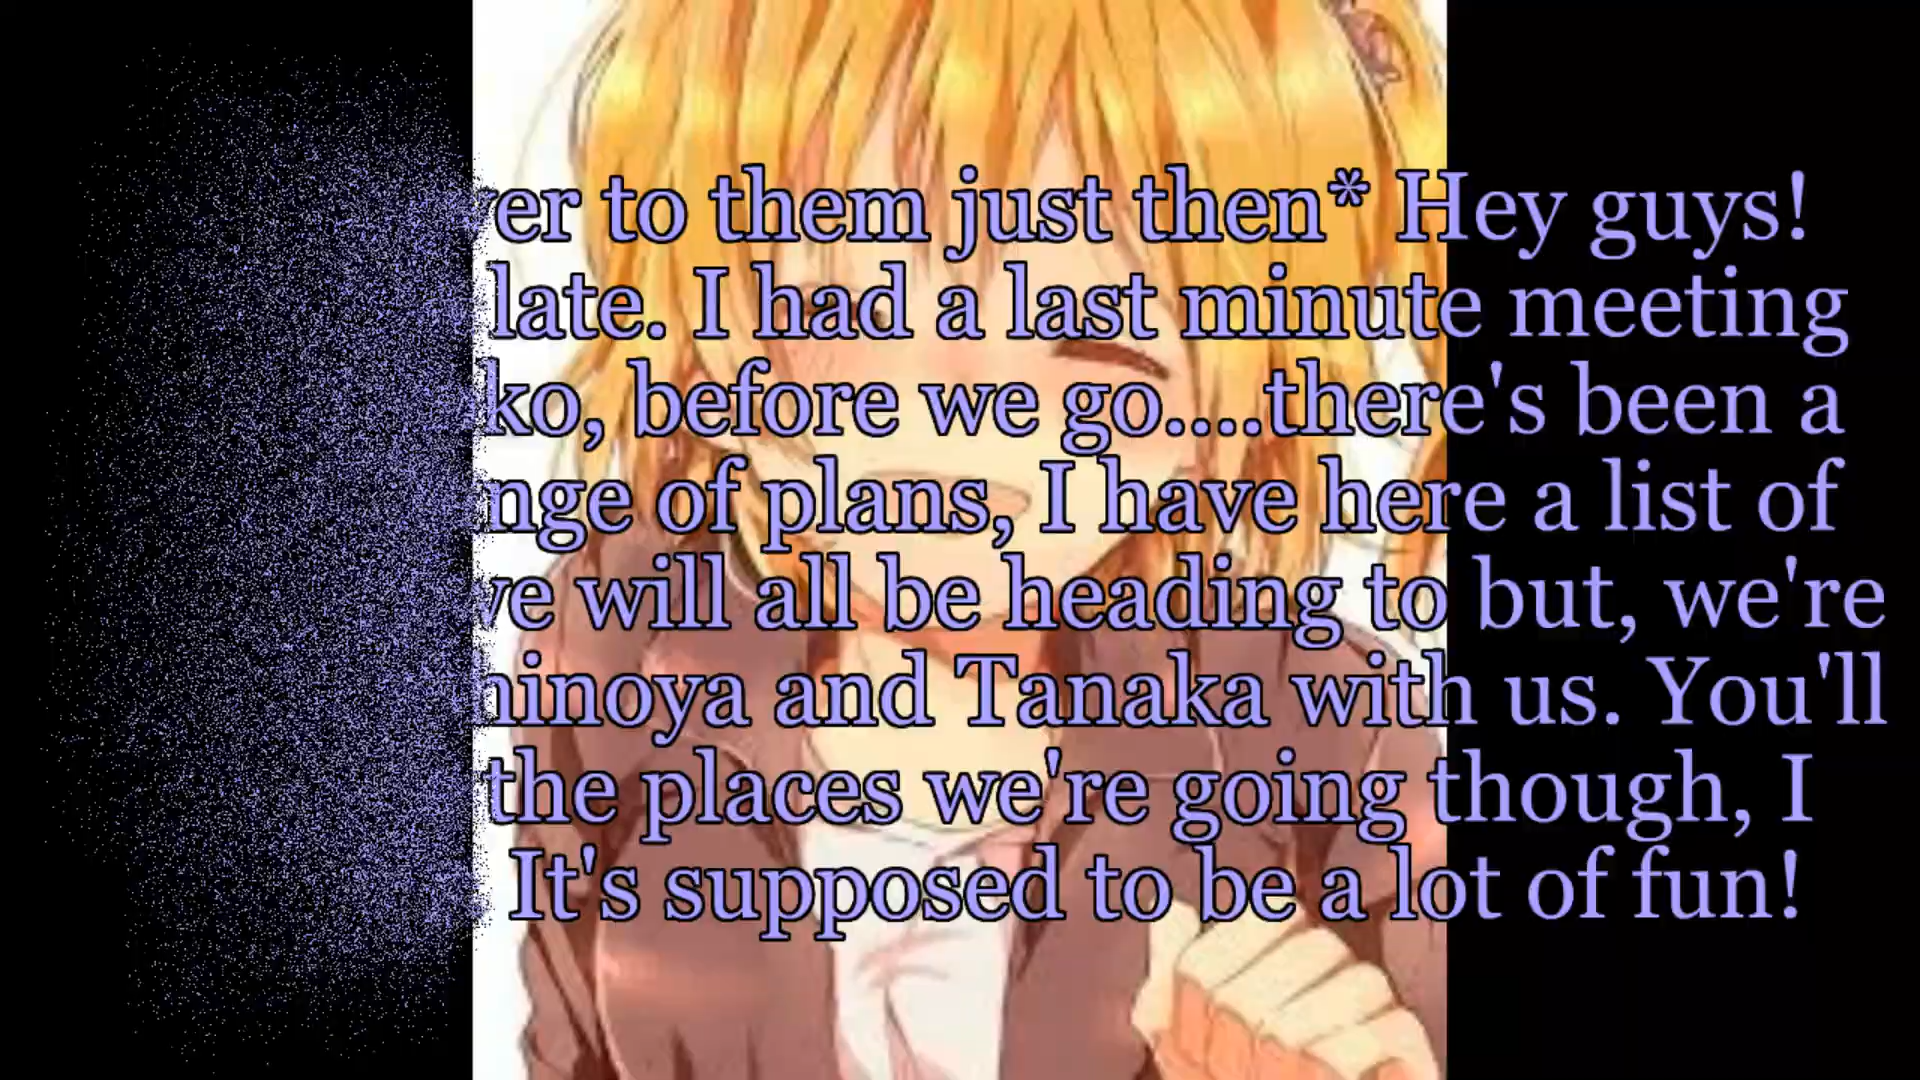 er to them just then* Hey guys!
late. I had a last minute meeting
ko, before we go....there's been a
nge of plans, I have here a list of
we will all be heading to but, we're
hinoya and Tanaka with us. You'll
the places we're going though, I
It's supposed to be a lot of fun!